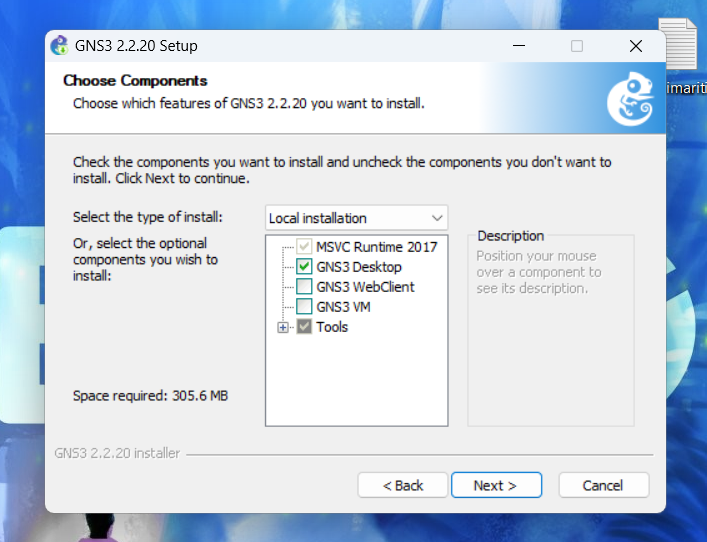 GNS3 2.2.20 Setup
Choose Components
Choose which features of GNS3 2.2.20 you want to install.
Check the components you want to install and uncheck the components you don't want to
install. Click Next to continue.
Select the type of install:
Local installation
Or, select the optional
components you wish to
install:
MSVC Runtime 2017
GNS3 Desktop
GNS3 WebClient
GNS3 VM
Tools
Description
Position your mouse
over a component to
see its description.
Space required: 305.6 MB
GNS3 2.2.20 installer
< Back
Next >
Cancel